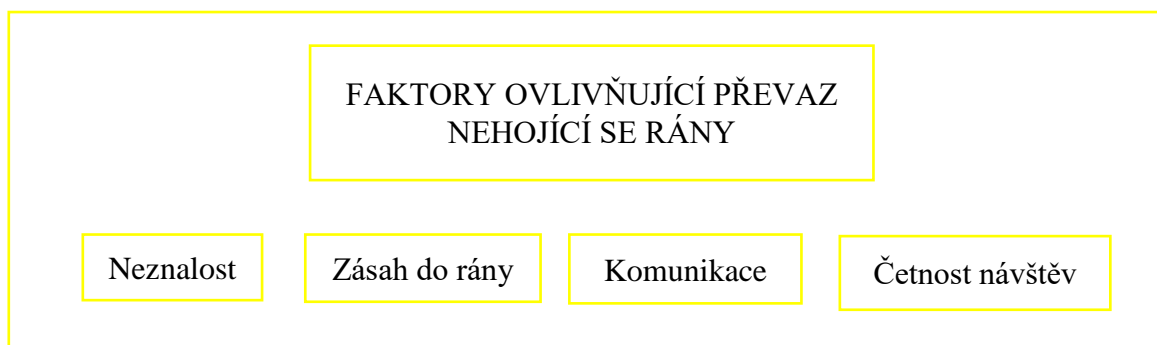 FAKTORY OVLIVŇUJÍCÍ PŘEVAZ
NEHOJÍCÍ SE RÁNY
Neznalost
Zásah do rány
Komunikace
Četnost návštěv